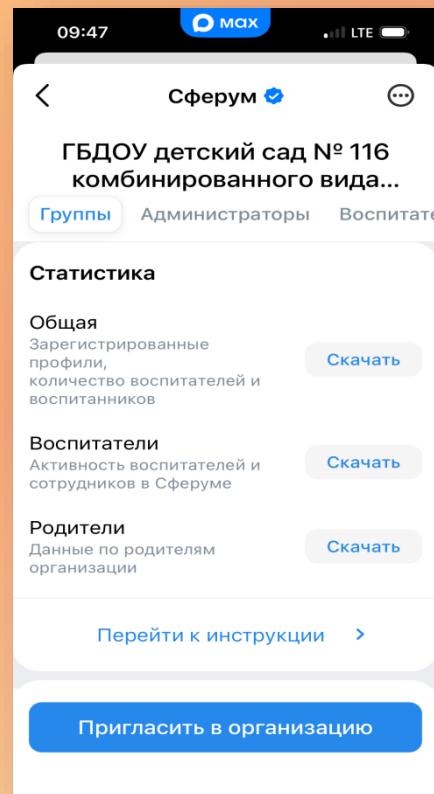 09:47
max
LTE
Сферум
ГБДОУ детский сад № 116
комбинированного вида...
Группы Администраторы Воспитате
Статистика
Общая
Зарегистрированные
профили,
количество воспитателей и
воспитанников
Скачать
Воспитатели
Активность воспитателей и
сотрудников в Сферуме
Скачать
Родители
Данные по родителям
организации
Скачать
Перейти к инструкции
Пригласить в организацию